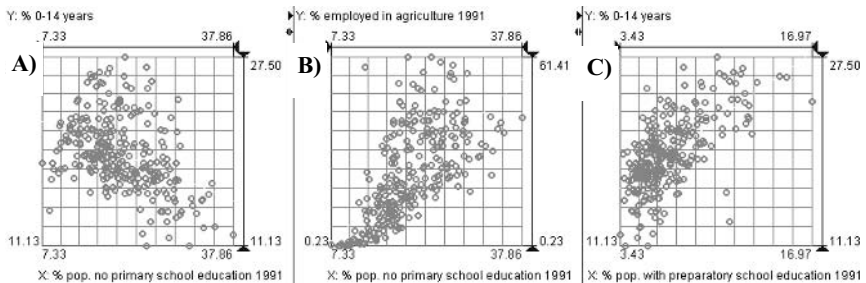 Y: % 0-14 years
7.33 37.86
A)
27.50
11.13 11.13
7.33 37.86
X: % pop. no primary school education 1991
Y: % employed in agriculture 1991
7.33 37.86
B)
61.41
0.23 0.23
7.33 37.86
X: % pop. no primary school education 1991
Y: % 0-14 years
3.43 16.97
C)
27.50
11.13 11.13
3.43 16.97
X: % pop. with preparatory school education 1991